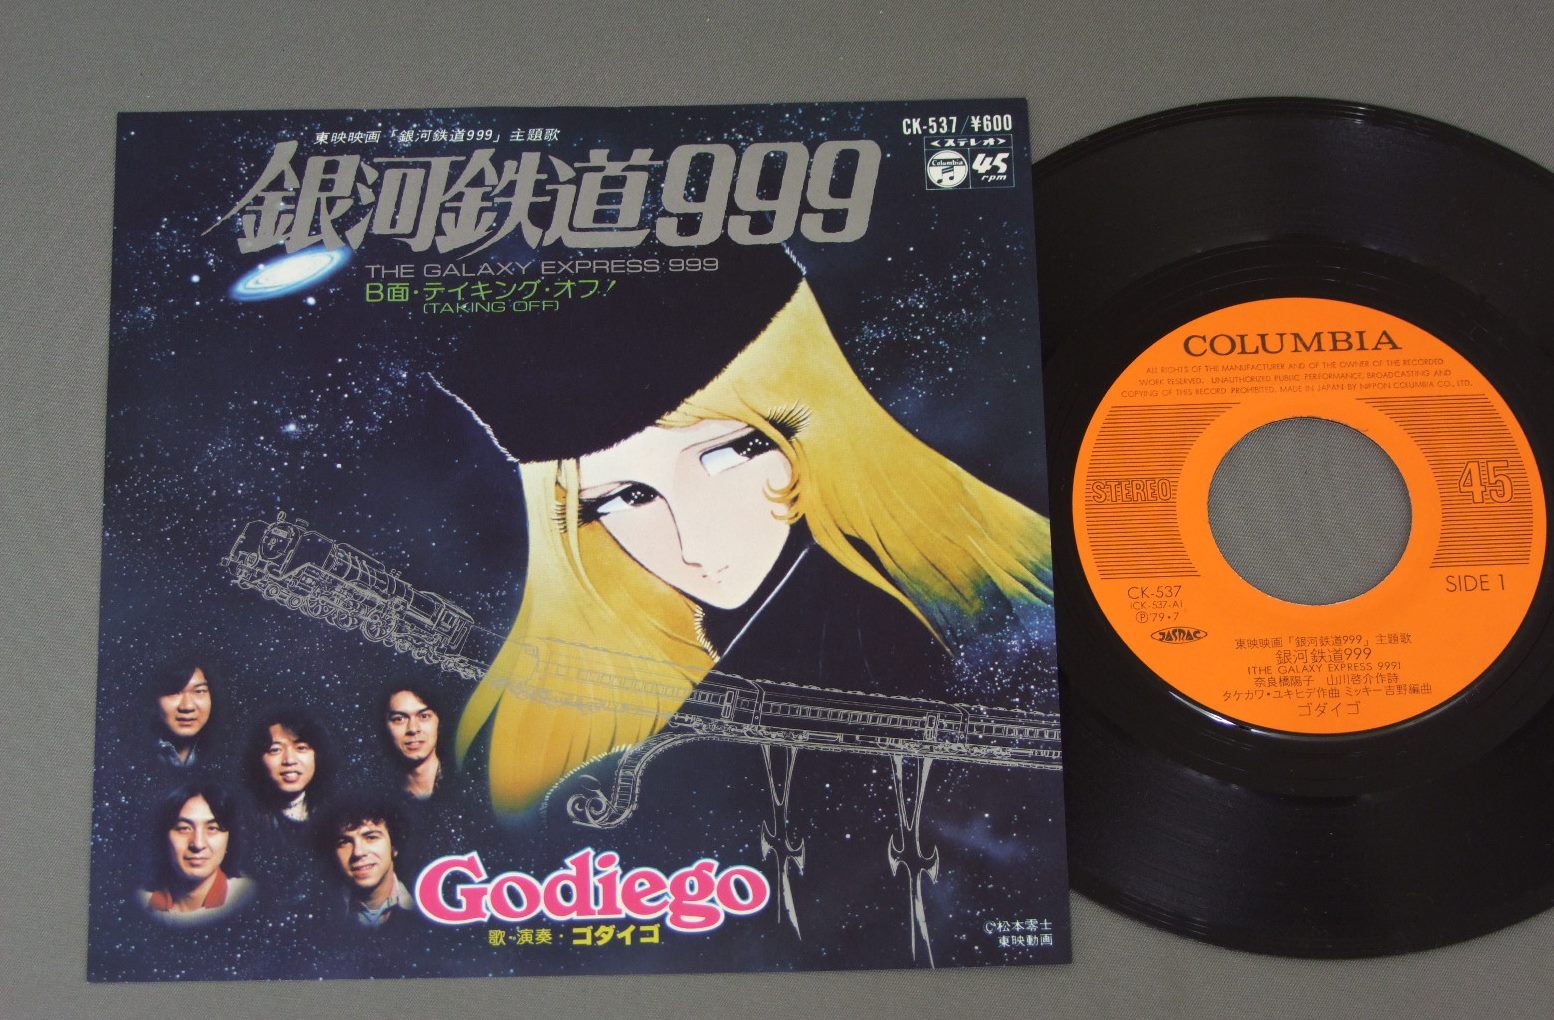 東映映画「銀河鉄道999」主題歌
銀河鉄道999
THE GALAXY EXPRESS 999
B面・テイキング・オフ!
(TAKING OFF)
CK-537/¥600
<ステレオ>
Columbia
45
rpm
Godiego
歌・演奏・ゴダイゴ
©松本零士
東映動画
COLUMBIA
ALL RIGHTS OF THE MANUFACTURER AND OF THE OWNER OF THE RECORDED
WORK RESERVED. UNAUTHORIZED PUBLIC PERFORMANCE, BROADCASTING AND
COPYING OF THIS RECORD PROHIBITED. MADE IN JAPAN BY NIPPON COLUMBIA CO., LTD.
STEREO
45
CK-537
(CK-537-A)
Ⓟ79・7
JASRAC
SIDE 1
東映映画「銀河鉄道999」主題歌
銀河鉄道999
(THE GALAXY EXPRESS 999)
奈良橋陽子 山川啓介作詩
タケカワ・ユキヒデ作曲 ミッキー吉野編曲
ゴダイゴ